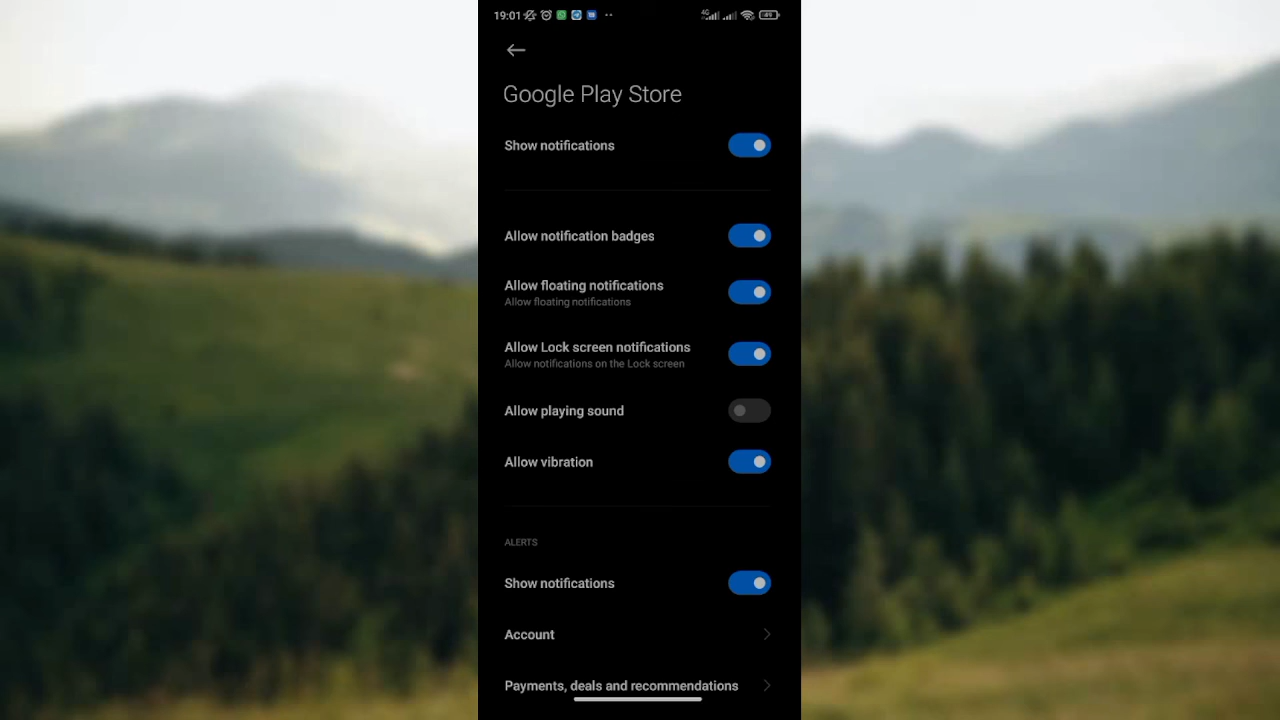 19:01
4G
49
Google Play Store
Show notifications
Allow notification badges
Allow floating notifications
Allow floating notifications
Allow Lock screen notifications
Allow notifications on the Lock screen
Allow playing sound
Allow vibration
ALERTS
Show notifications
Account
Payments, deals and recommendations